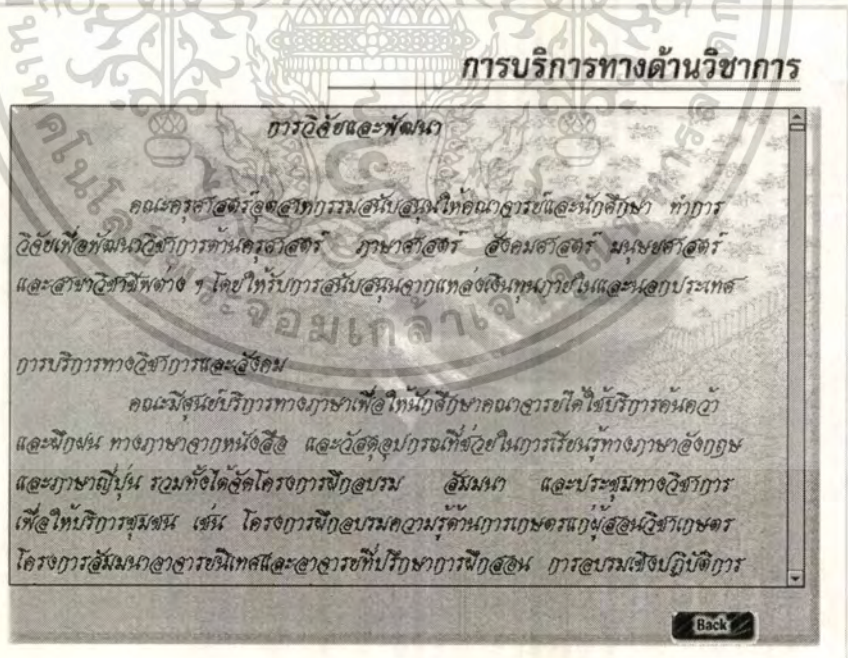 การบริการทางด้านวิชาการ
การวิจัยและพัฒนา
คณะครุศาสตร์อุตสาหกรรมสนับสนุนให้คณาจารย์และนักศึกษา ทำการ
วิจัยเพื่อพัฒนาวิชาการด้านครุศาสตร์ ภาษาศาสตร์ สังคมศาสตร์ มนุษยศาสตร์
และสาขาวิชาชีพต่าง ๆ โดยให้รับการสนับสนุนจากแหล่งเงินทุนภายในและนอกประเทศ
การบริการทางวิชาการและสังคม
คณะมีศูนย์บริการทางภาษาเพื่อให้นักศึกษาคณาจารย์ได้ใช้บริการค้นคว้า
และฝึกฝน ทางภาษาจากหนังสือ และวัสดุอุปกรณ์ที่ช่วยในการเรียนรู้ทางภาษาอังกฤษ
และภาษาญี่ปุ่น รวมทั้งได้จัดโครงการฝึกอบรม สัมมนา และประชุมทางวิชาการ
เพื่อให้บริการชุมชน เช่น โครงการฝึกอบรมความรู้ด้านการเกษตรแก่ผู้สอนวิชาเกษตร
โครงการสัมมนาอาจารย์นิเทศและอาจารย์ที่ปรึกษาการฝึกสอน การอบรมเชิงปฏิบัติการ
Back